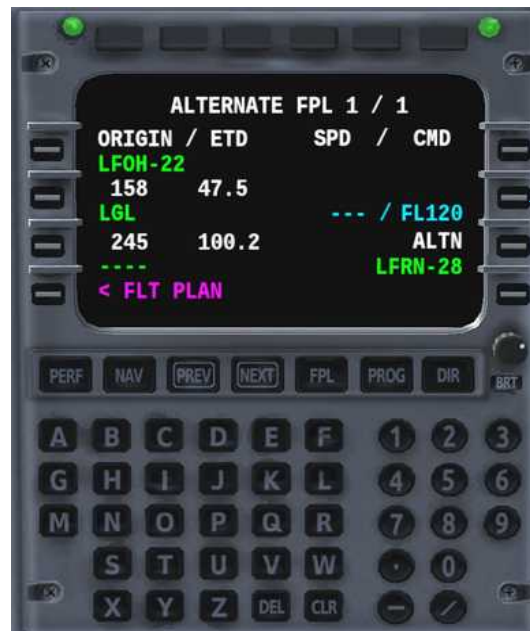 ALTERNATE FPL 1 / 1
ORIGIN / ETD SPD / CMD
LFOH-22
158 47.5
LGL --- / FL120
245 100.2 ALTN
---- LFRN-28
< FLT PLAN
PERF NAV PREV NEXT FPL PROG DIR BRT
A B C D E F 1 2 3
G H I J K L 4 5 6
M N O P Q R 7 8 9
S T U V W · 0
X Y Z DEL CLR - /